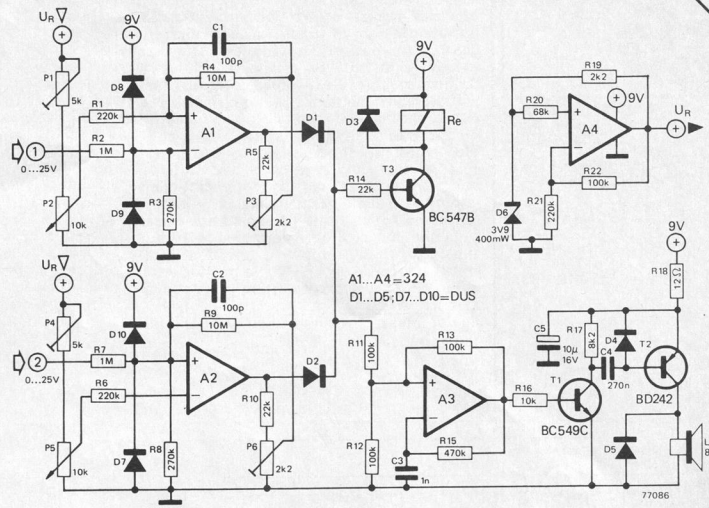 U_R 9V C1 100p 9V R19 2k2
P1 5k R4 10M
D8 R20 68k 9V U_R
R1 220k A1 D1 D3 Re A4
R2 1M T3 R22 100k
1 R5 22k R14 22k
0...25V
P2 10k D9 R3 270k P3 2k2 BC547B D6 3V9 400mW R21 220k
9V
U_R 9V C2 100p A1...A4=324 R18 12Ω
D1...D5;D7...D10=DUS
P4 5k R9 10M
D10 C5 10µ 16V R17 8k2 D4 T2
R7 1M D2 R11 100k R13 100k C4 270n
2
0...25V R6 220k A2 T1 BD242
R10 22k A3 R16 10k BC549C
P5 10k D7 R8 270k P6 2k2 R12 100k R15 470k D5 L
C3 1n 8
77086